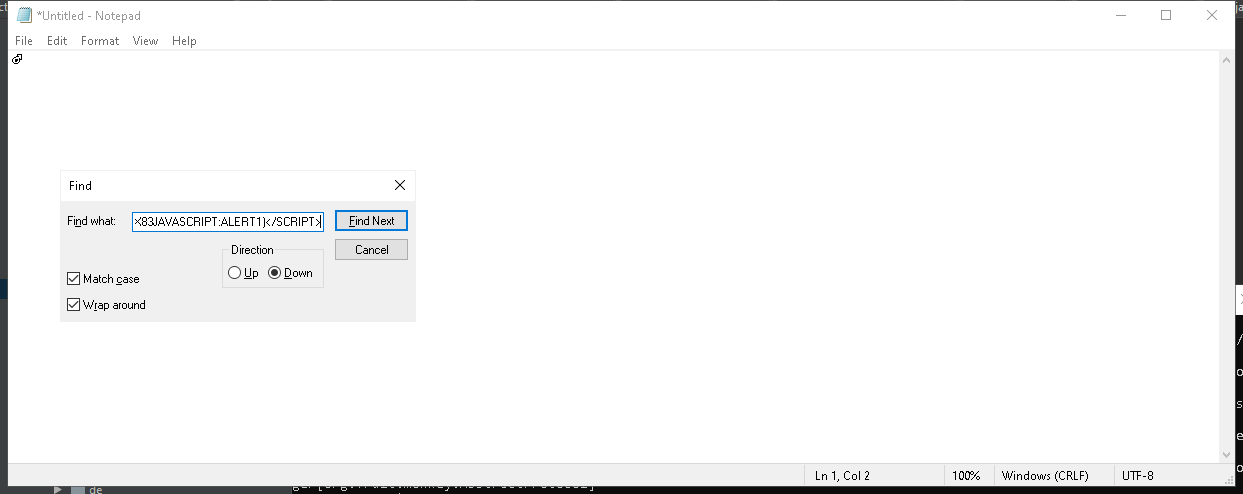 *Untitled - Notepad
File Edit Format View Help
Find
Find what: x83JAVASCRIPT:ALERT1)</SCRIPT> Find Next
Direction Cancel
Up Down
Match case
Wrap around
Ln 1, Col 2 100% Windows (CRLF) UTF-8
de